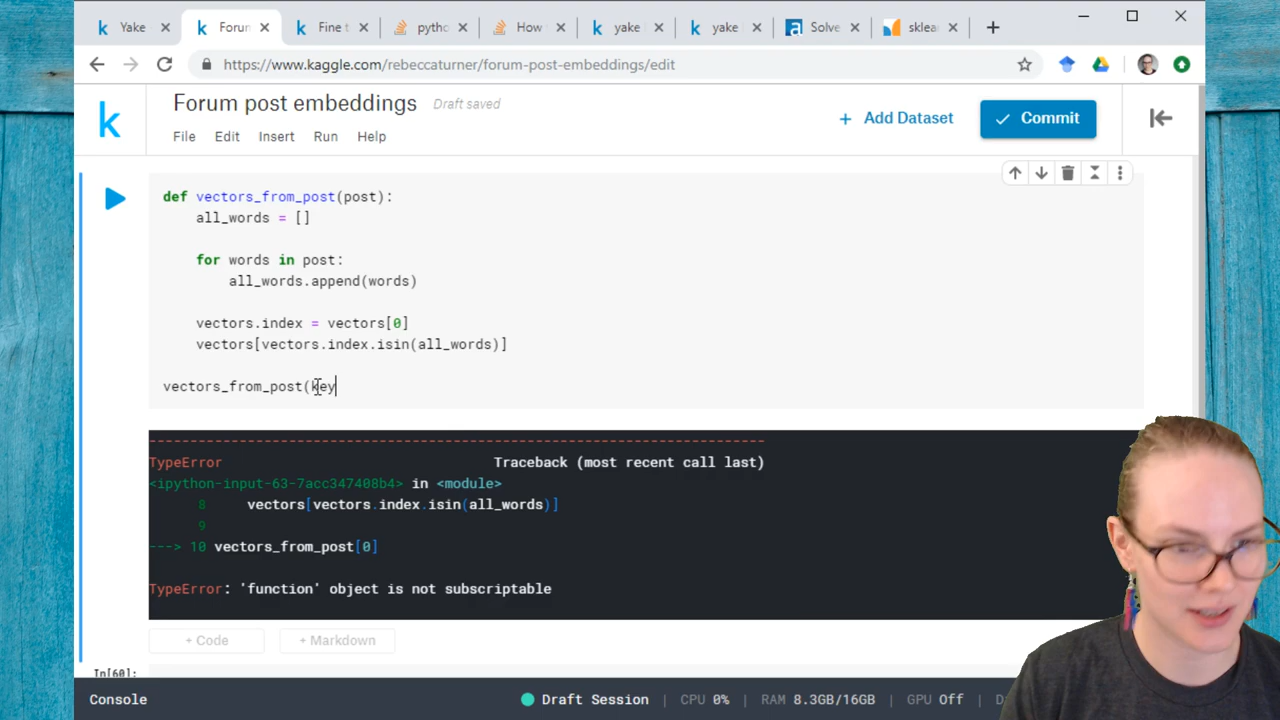 Yake
Forun
Fine t
pytho
How
yake
yake
Solve
sklea
https://www.kaggle.com/rebeccaturner/forum-post-embeddings/edit
k
Forum post embeddings
Draft saved
File Edit Insert Run Help
+ Add Dataset
Commit
def vectors_from_post(post):
all_words = []
for words in post:
all_words.append(words)
vectors.index = vectors[0]
vectors[vectors.index.isin(all_words)]
vectors_from_post(key
---------------------------------------------------------------------------
TypeError Traceback (most recent call last)
<ipython-input-63-7acc347408b4> in <module>
8 vectors[vectors.index.isin(all_words)]
9
---> 10 vectors_from_post[0]
TypeError: 'function' object is not subscriptable
+ Code
+ Markdown
In[60]:
Console
Draft Session | CPU 0% | RAM 8.3GB/16GB | GPU Off | D